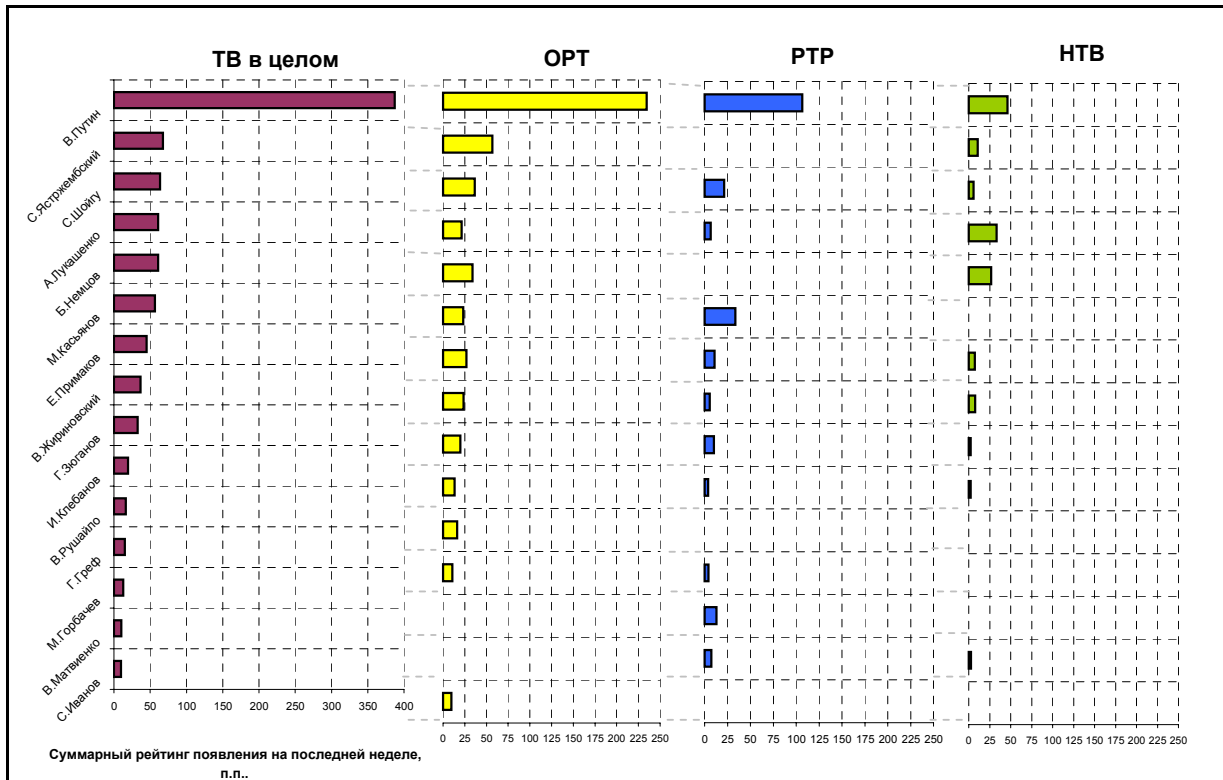 ТВ в целом
ОРТ
РТР
НТВ
В.Путин
С.Ястржембский
С.Шойгу
А.Лукашенко
Б.Немцов
М.Касьянов
Е.Примаков
В.Жириновский
Г.Зюганов
И.Клебанов
В.Рушайло
Г.Греф
М.Горбачев
В.Матвиенко
С.Иванов
0 50 100 150 200 250 300 350 400
0 25 50 75 100 125 150 175 200 225 250
0 25 50 75 100 125 150 175 200 225 250
0 25 50 75 100 125 150 175 200 225 250
Суммарный рейтинг появления на последней неделе,
п.п..